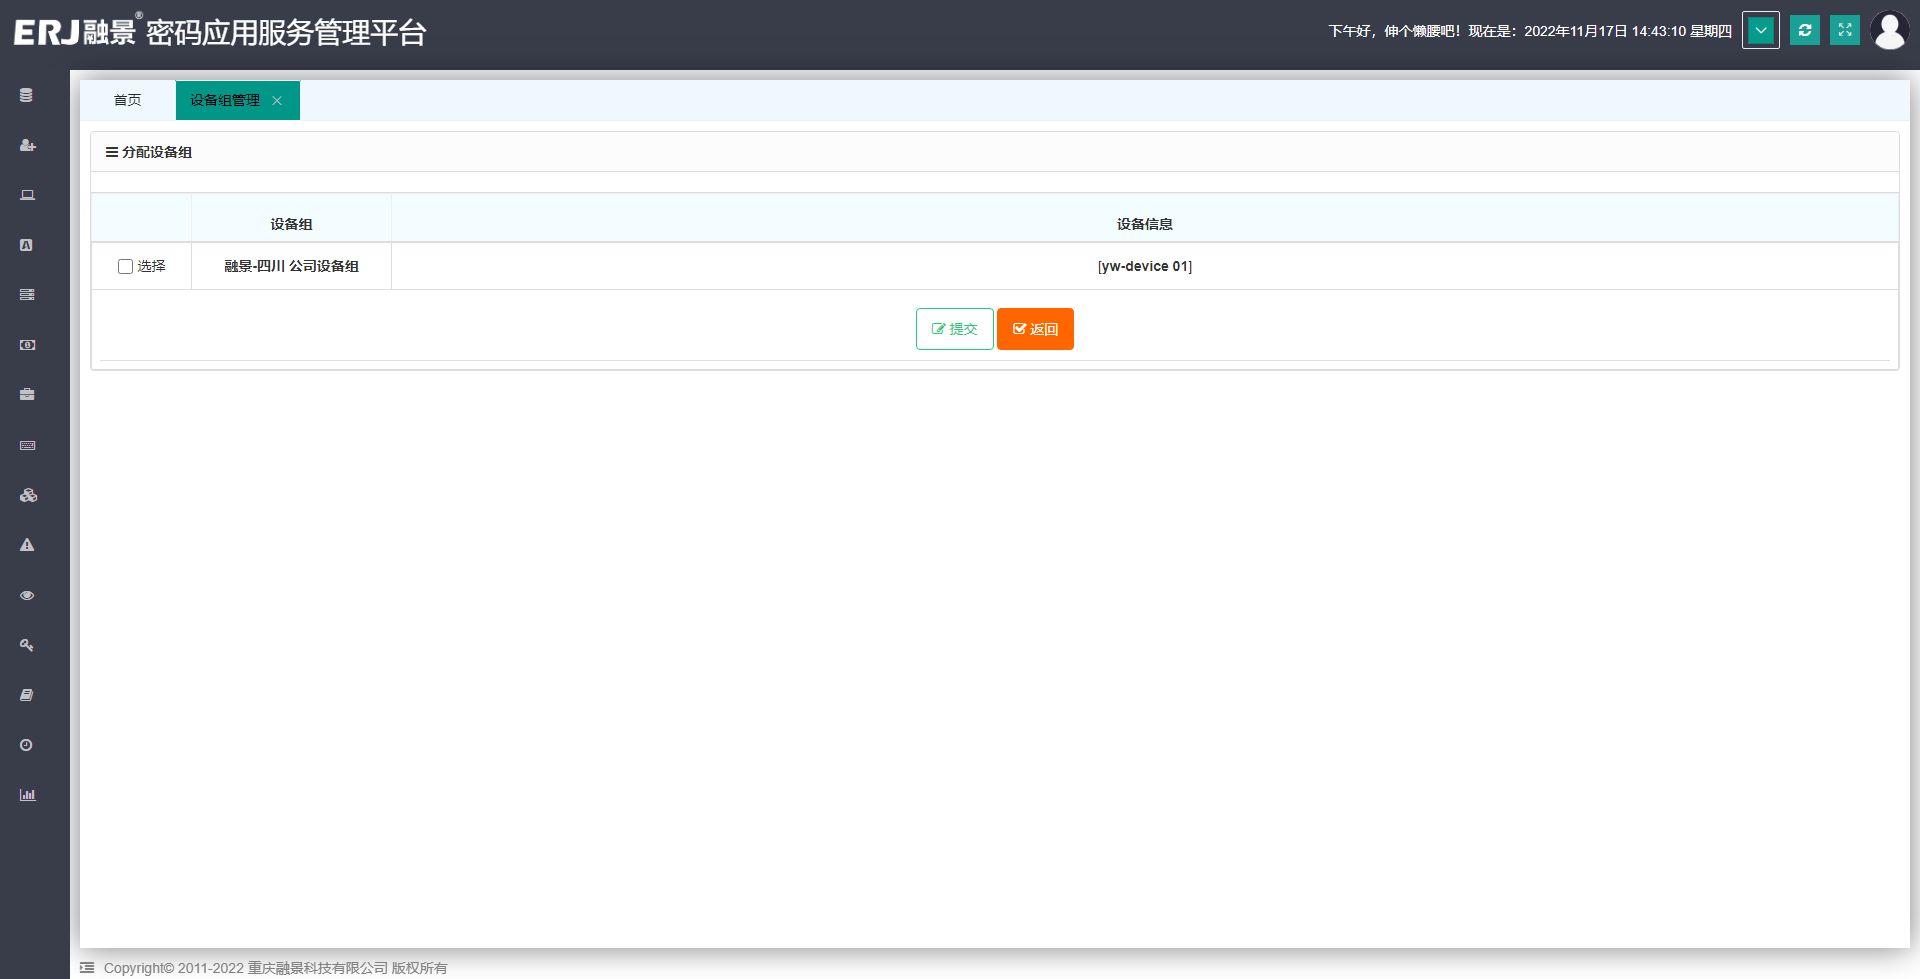 ERJ融景® 密码应用服务管理平台
下午好，伸个懒腰吧！现在是：2022年11月17日 14:43:10 星期四
首页
设备组管理
分配设备组
设备组
设备信息
选择
融景-四川 公司设备组
[yw-device 01]
提交
返回
Copyright© 2011-2022 重庆融景科技有限公司 版权所有